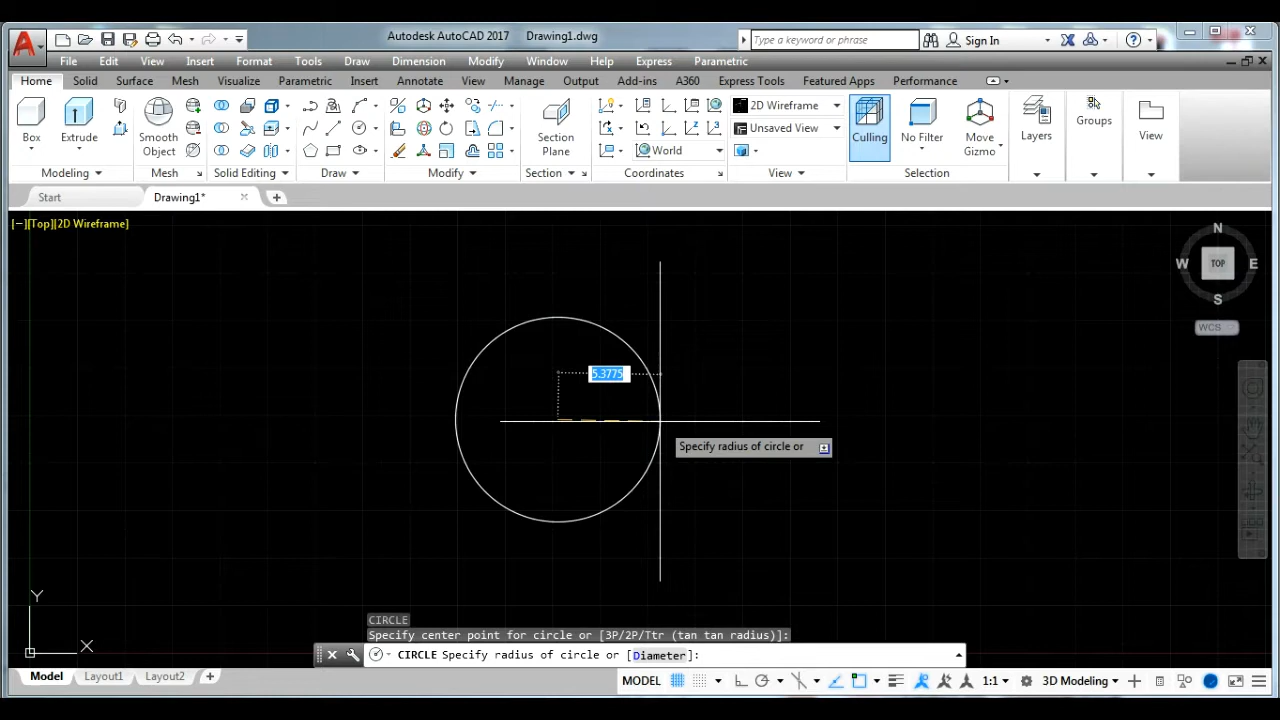 Autodesk AutoCAD 2017 Drawing1.dwg
Type a keyword or phrase
Sign In
File Edit View Insert Format Tools Draw Dimension Modify Window Help Express Parametric
Home Solid Surface Mesh Visualize Parametric Insert Annotate View Manage Output Add-ins A360 Express Tools Featured Apps Performance
Box
Extrude
Smooth
Object
Section
Plane
World
2D Wireframe
Unsaved View
Culling
No Filter
Move
Gizmo
Layers
Groups
View
Modeling Mesh Solid Editing Draw Modify Section Coordinates View Selection
Start Drawing1*
[−][Top][2D Wireframe]
N
W TOP E
S
WCS
5.3775
Specify radius of circle or
Y
X
CIRCLE
Specify center point for circle or [3P/2P/Ttr (tan tan radius)]:
CIRCLE Specify radius of circle or [Diameter]:
Model Layout1 Layout2
MODEL 1:1 3D Modeling